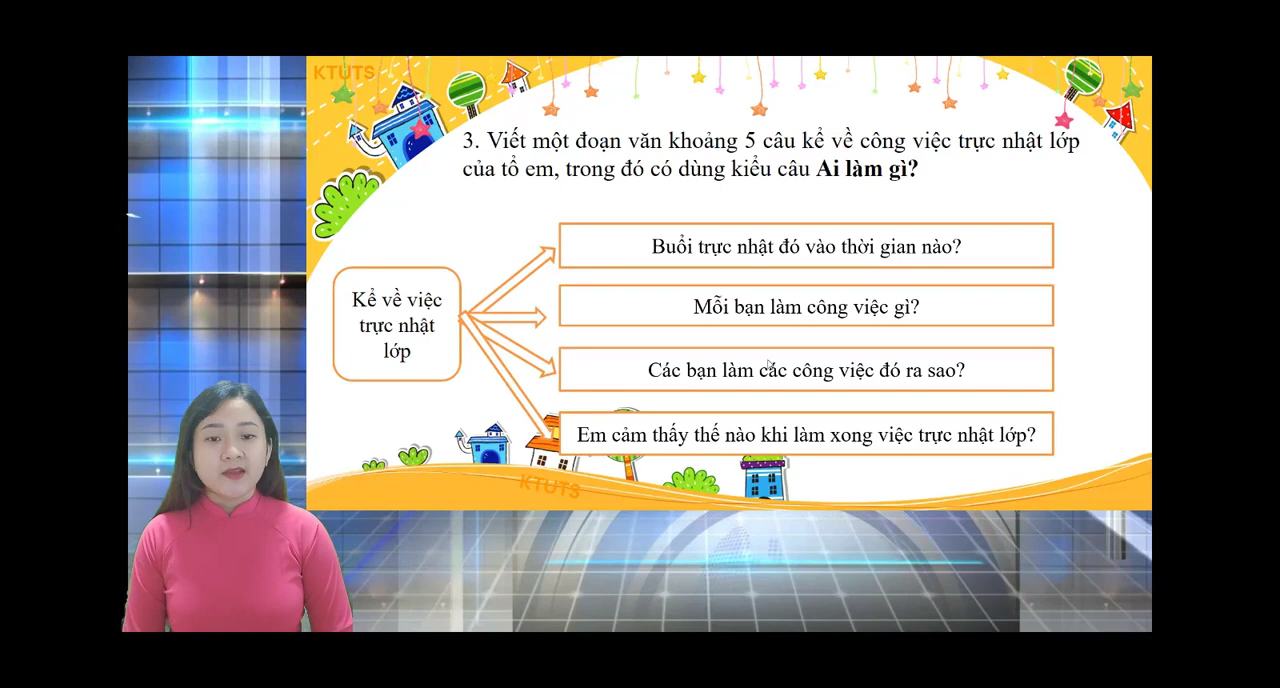 KTUTS
3. Viết một đoạn văn khoảng 5 câu kể về công việc trực nhật lớp
của tổ em, trong đó có dùng kiểu câu Ai làm gì?
Kể về việc
trực nhật
lớp
Buổi trực nhật đó vào thời gian nào?
Mỗi bạn làm công việc gì?
Các bạn làm các công việc đó ra sao?
Em cảm thấy thế nào khi làm xong việc trực nhật lớp?
KTUTS